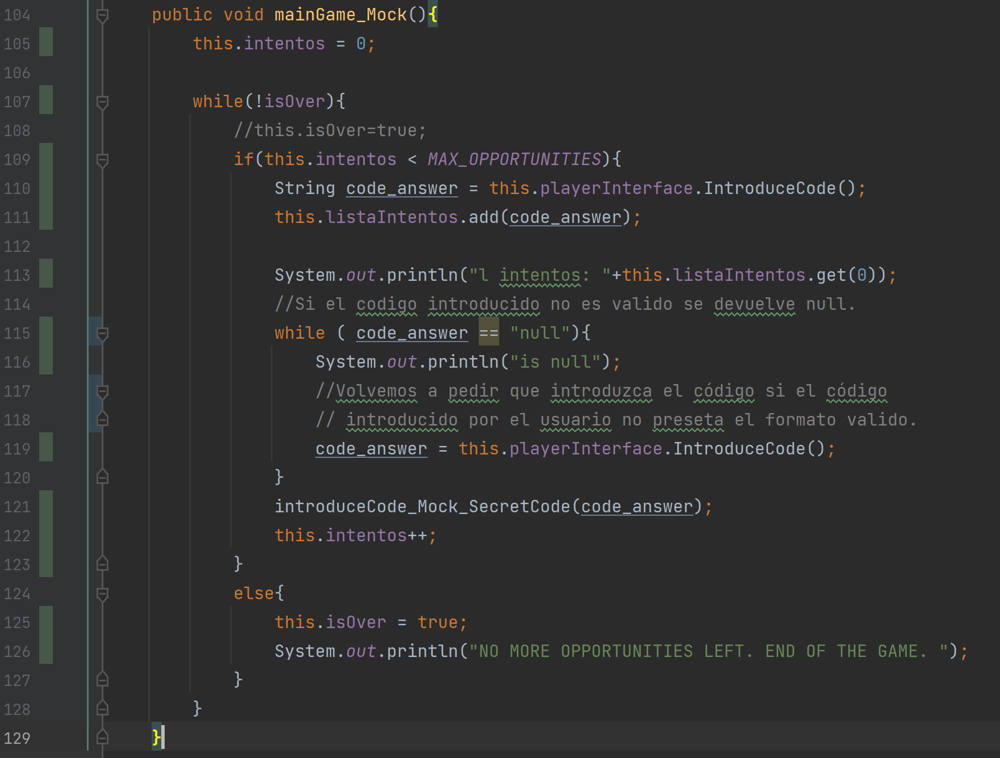 104 public void mainGame_Mock(){
105 this.intentos = 0;
106
107 while(!isOver){
108 //this.isOver=true;
109 if(this.intentos < MAX_OPPORTUNITIES){
110 String code_answer = this.playerInterface.IntroduceCode();
111 this.listaIntentos.add(code_answer);
112
113 System.out.println("l intentos: "+this.listaIntentos.get(0));
114 //Si el codigo introducido no es valido se devuelve null.
115 while ( code_answer == "null"){
116 System.out.println("is null");
117 //Volvemos a pedir que introduzca el código si el código
118 // introducido por el usuario no preseta el formato valido.
119 code_answer = this.playerInterface.IntroduceCode();
120 }
121 introduceCode_Mock_SecretCode(code_answer);
122 this.intentos++;
123 }
124 else{
125 this.isOver = true;
126 System.out.println("NO MORE OPPORTUNITIES LEFT. END OF THE GAME. ");
127 }
128 }
129 }